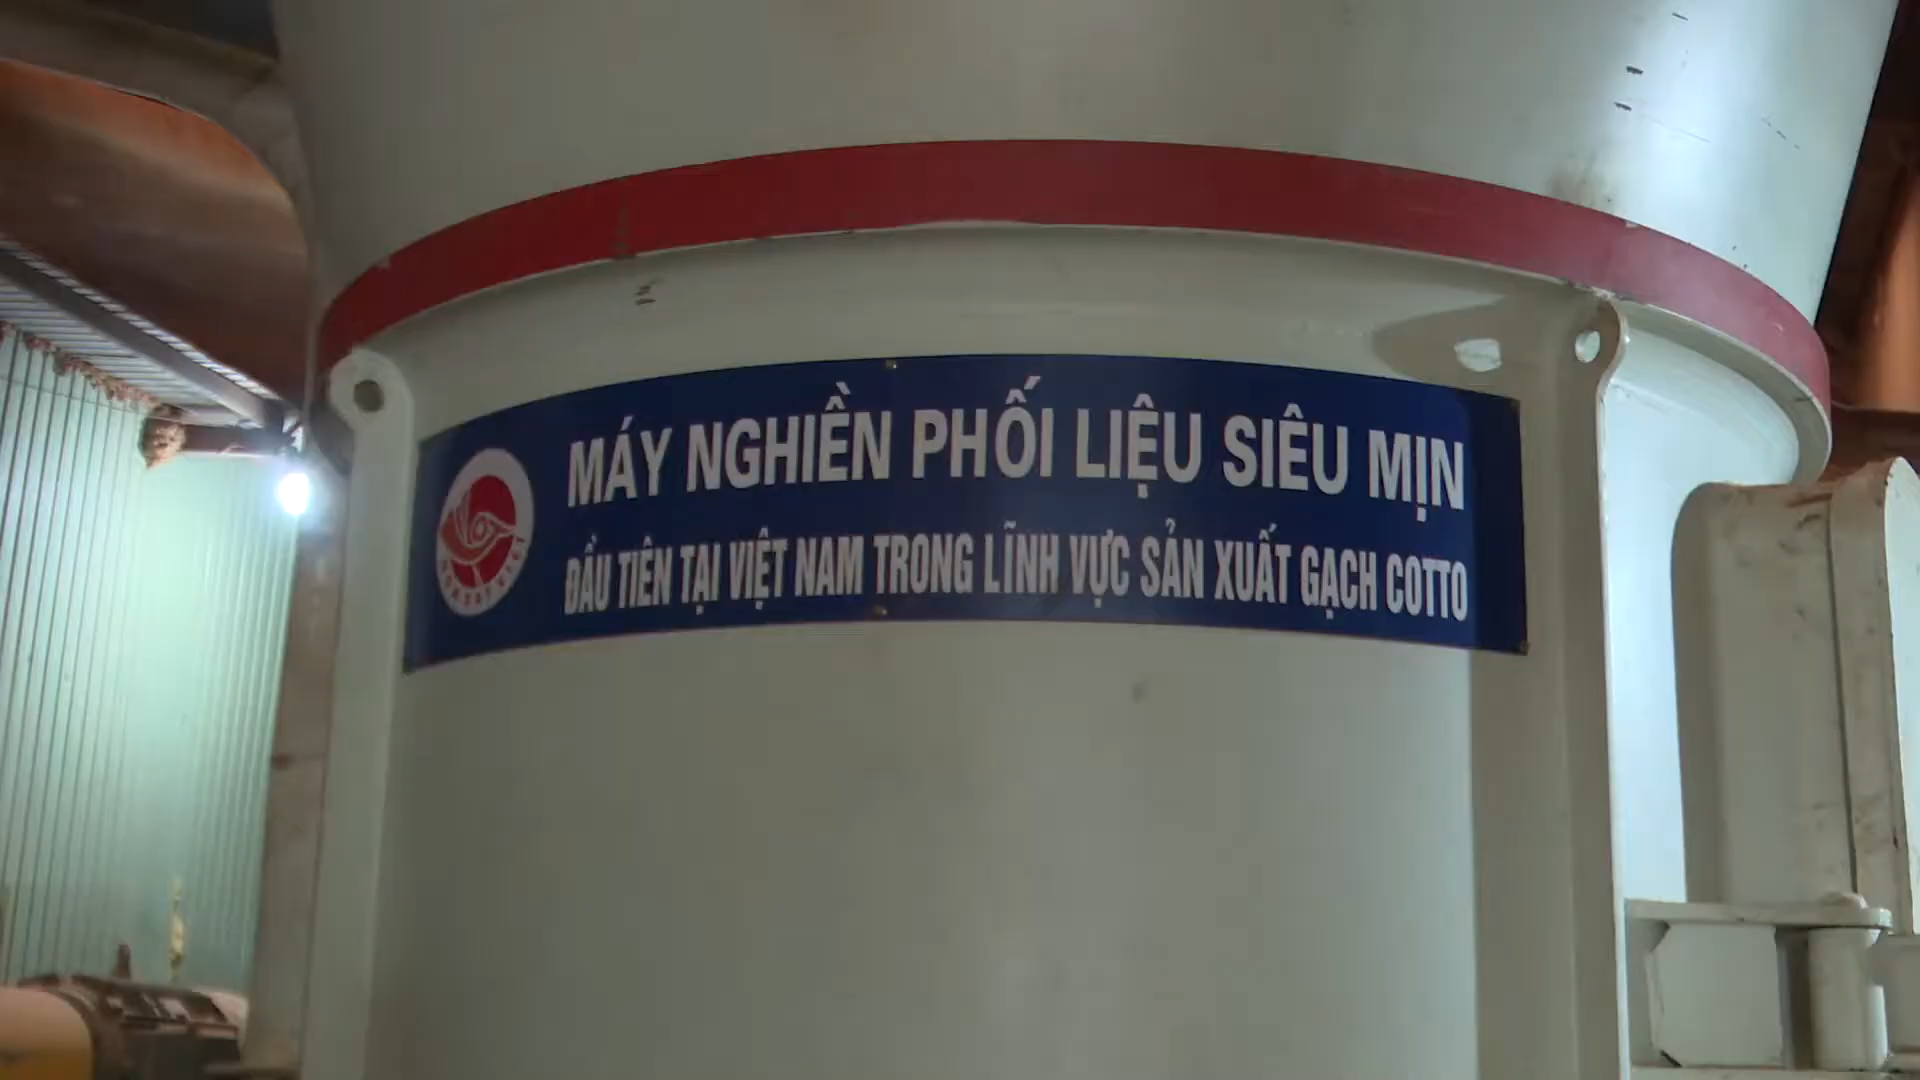 MÁY NGHIỀN PHỐI LIỆU SIÊU MỊN
ĐẦU TIÊN TẠI VIỆT NAM TRONG LĨNH VỰC SẢN XUẤT GẠCH COTTO